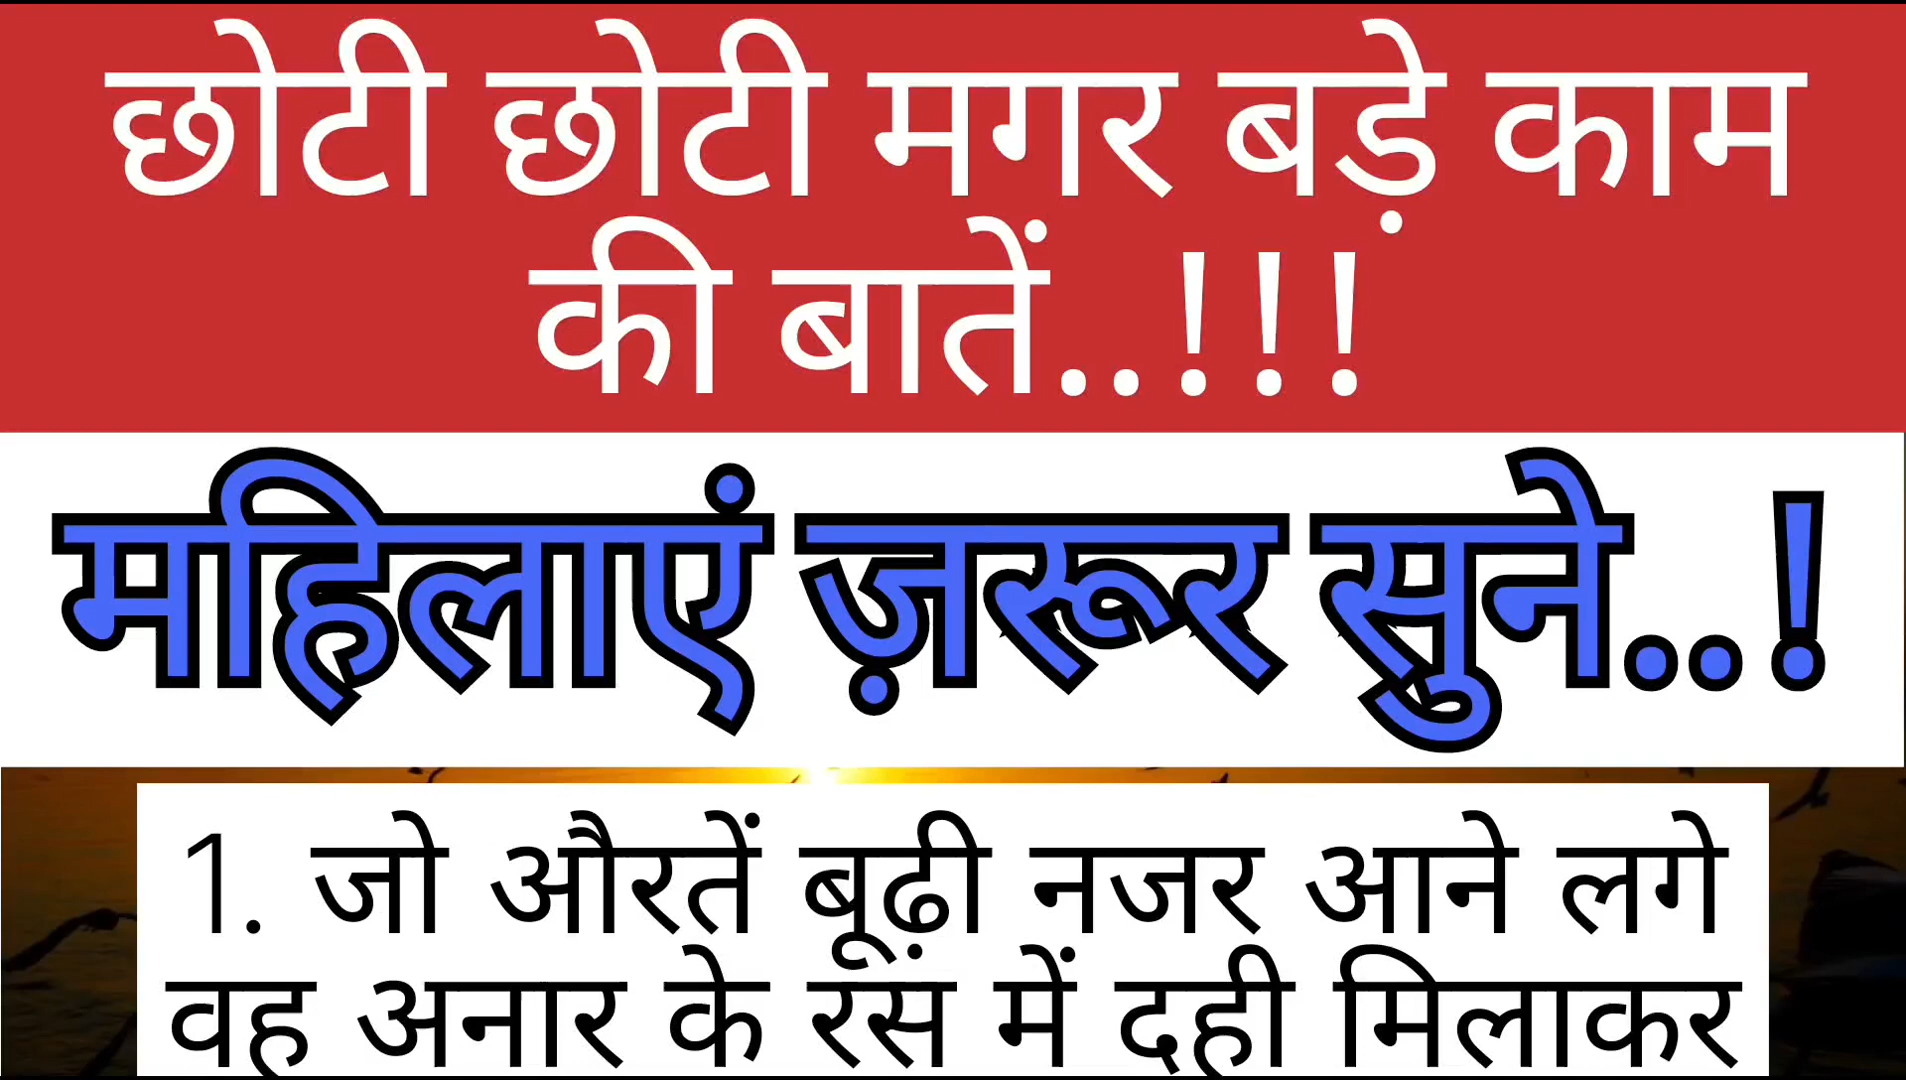 छोटी छोटी मगर बड़े काम
की बातें..!!!
महिलाएं ज़रूर सुने..!
1. जो औरतें बूढ़ी नजर आने लगे
वह अनार के रस में दही मिलाकर